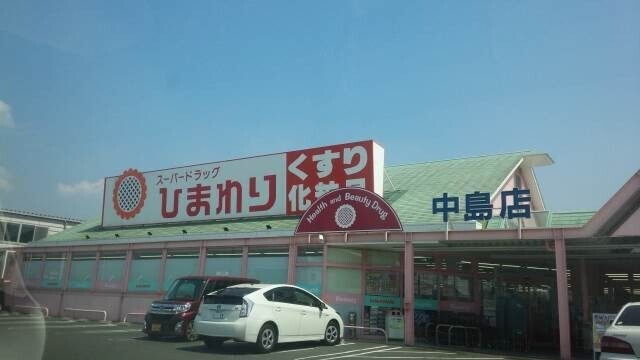 スーパードラッグ
ひまわり
くすり
化粧品
Health and Beauty Drug
中島店